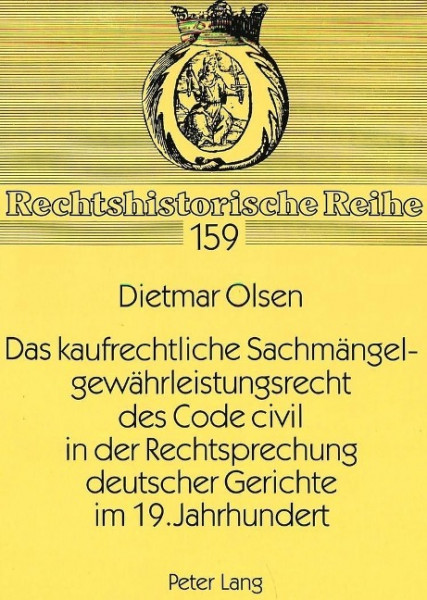 Rechtshistorische Reihe
159
Dietmar Olsen
Das kaufrechtliche Sachmängel-
gewährleistungsrecht
des Code civil
in der Rechtsprechung
deutscher Gerichte
im 19. Jahrhundert
Peter Lang